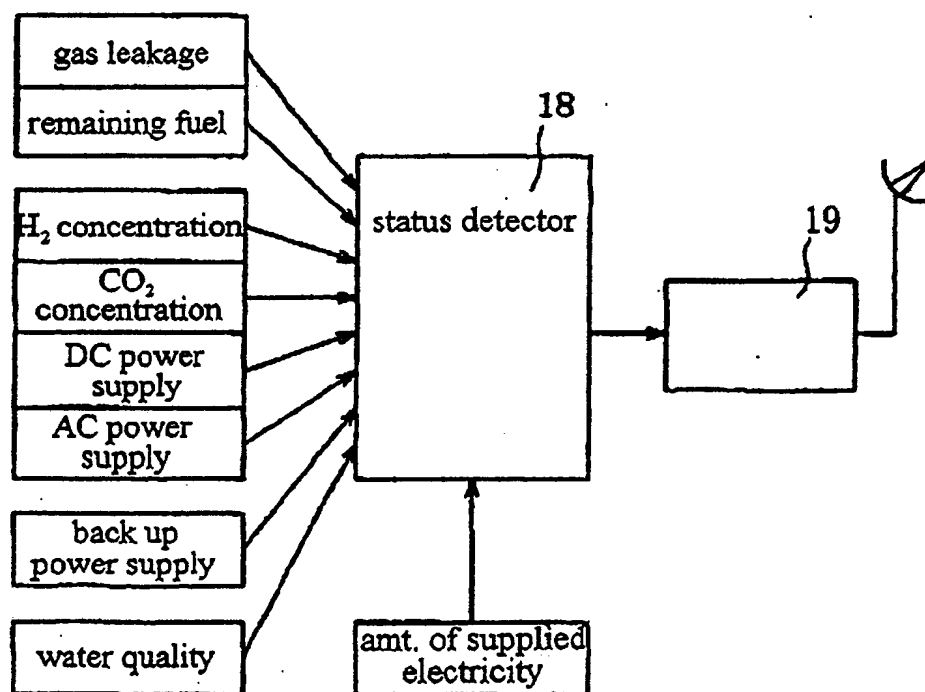 gas leakage
remaining fuel
18
status detector
H₂ concentration
CO₂
concentration
19
DC power
supply
AC power
supply
back up
power supply
water quality
amt. of supplied
electricity